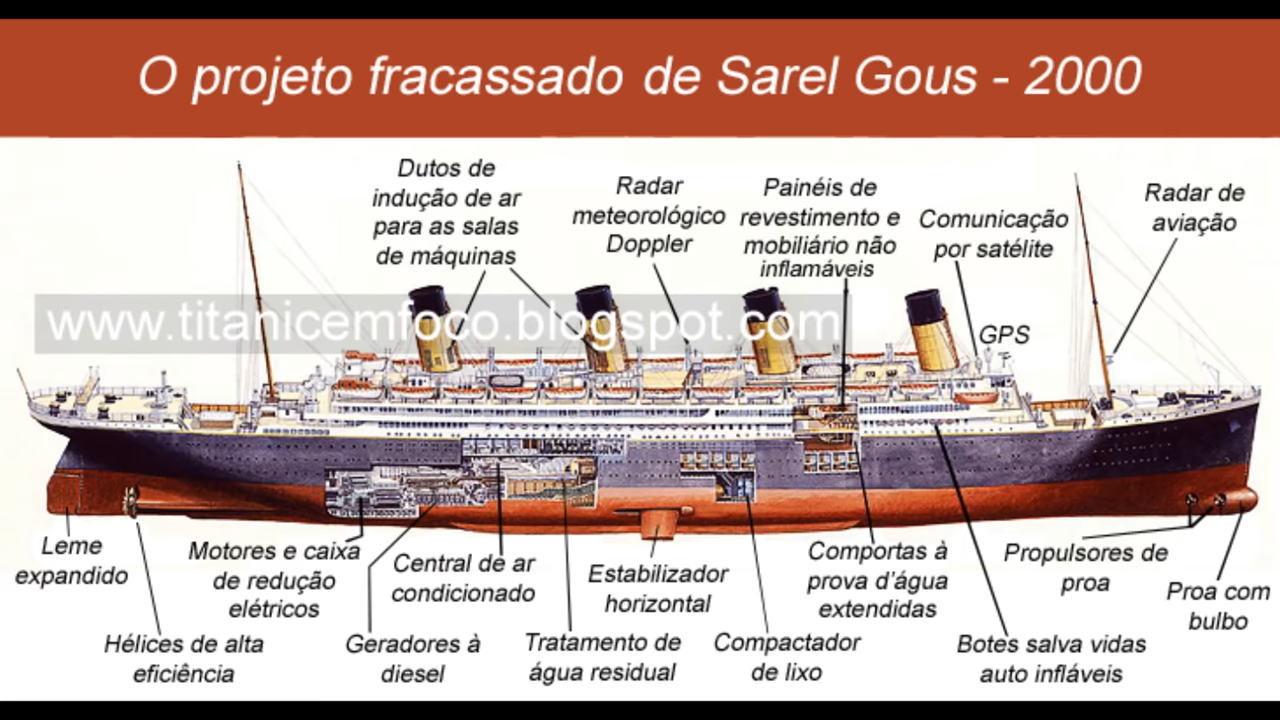 O projeto fracassado de Sarel Gous - 2000
Dutos de
indução de ar
para as salas
de máquinas
Radar
meteorológico
Doppler
Painéis de
revestimento e
mobiliário não
inflamáveis
Comunicação
por satélite
Radar de
aviação
www.titanicemfoco.blogspot.com
GPS
Leme
expandido
Hélices de alta
eficiência
Motores e caixa
de redução
elétricos
Geradores à
diesel
Central de ar
condicionado
Tratamento de
água residual
Estabilizador
horizontal
Compactador
de lixo
Comportas à
prova d'água
extendidas
Botes salva vidas
auto infláveis
Propulsores de
proa
Proa com
bulbo